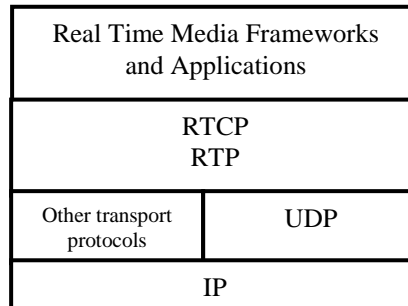 Real Time Media Frameworks
and Applications
RTCP
RTP
Other transport
protocols
UDP
IP